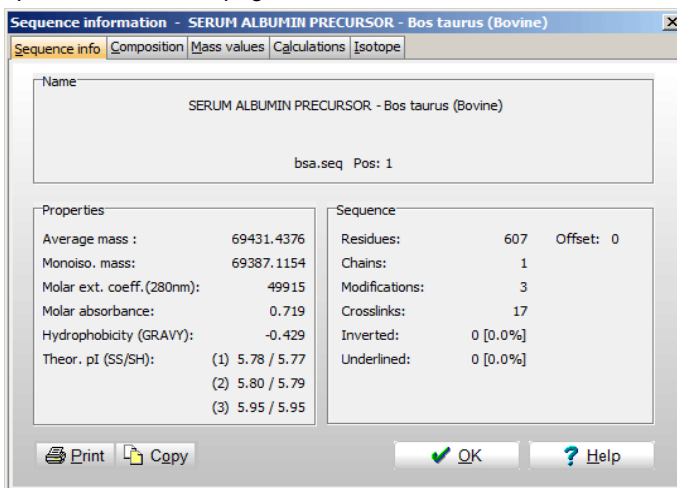 Sequence information - SERUM ALBUMIN PRECURSOR - Bos taurus (Bovine)
Sequence info Composition Mass values Calculations Isotope
Name
SERUM ALBUMIN PRECURSOR - Bos taurus (Bovine)
bsa.seq Pos: 1
Properties
Average mass : 69431.4376
Monoiso. mass: 69387.1154
Molar ext. coeff.(280nm): 49915
Molar absorbance: 0.719
Hydrophobicity (GRAVY): -0.429
Theor. pI (SS/SH): (1) 5.78 / 5.77
(2) 5.80 / 5.79
(3) 5.95 / 5.95
Sequence
Residues: 607 Offset: 0
Chains: 1
Modifications: 3
Crosslinks: 17
Inverted: 0 [0.0%]
Underlined: 0 [0.0%]
Print Copy OK Help